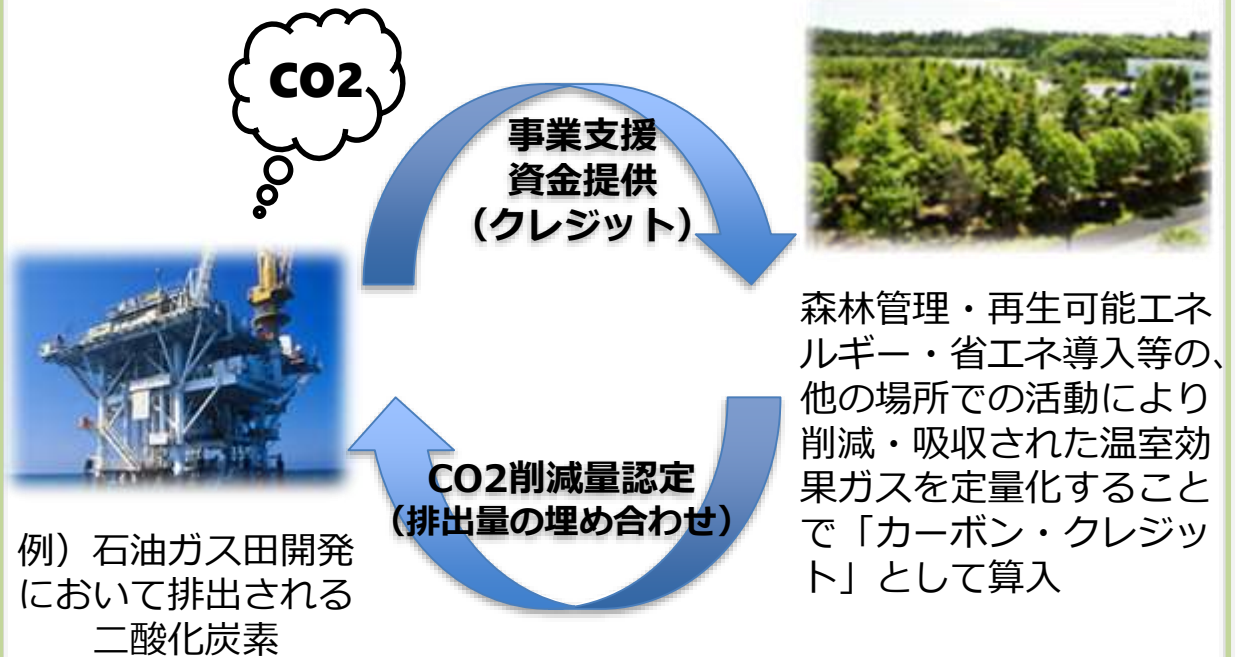 CO2
事業支援
資金提供
（クレジット）
CO2削減量認定
（排出量の埋め合わせ）
例）石油ガス田開発
において排出される
二酸化炭素
森林管理・再生可能エネ
ルギー・省エネ導入等の、
他の場所での活動により
削減・吸収された温室効
果ガスを定量化すること
で「カーボン・クレジッ
ト」として算入